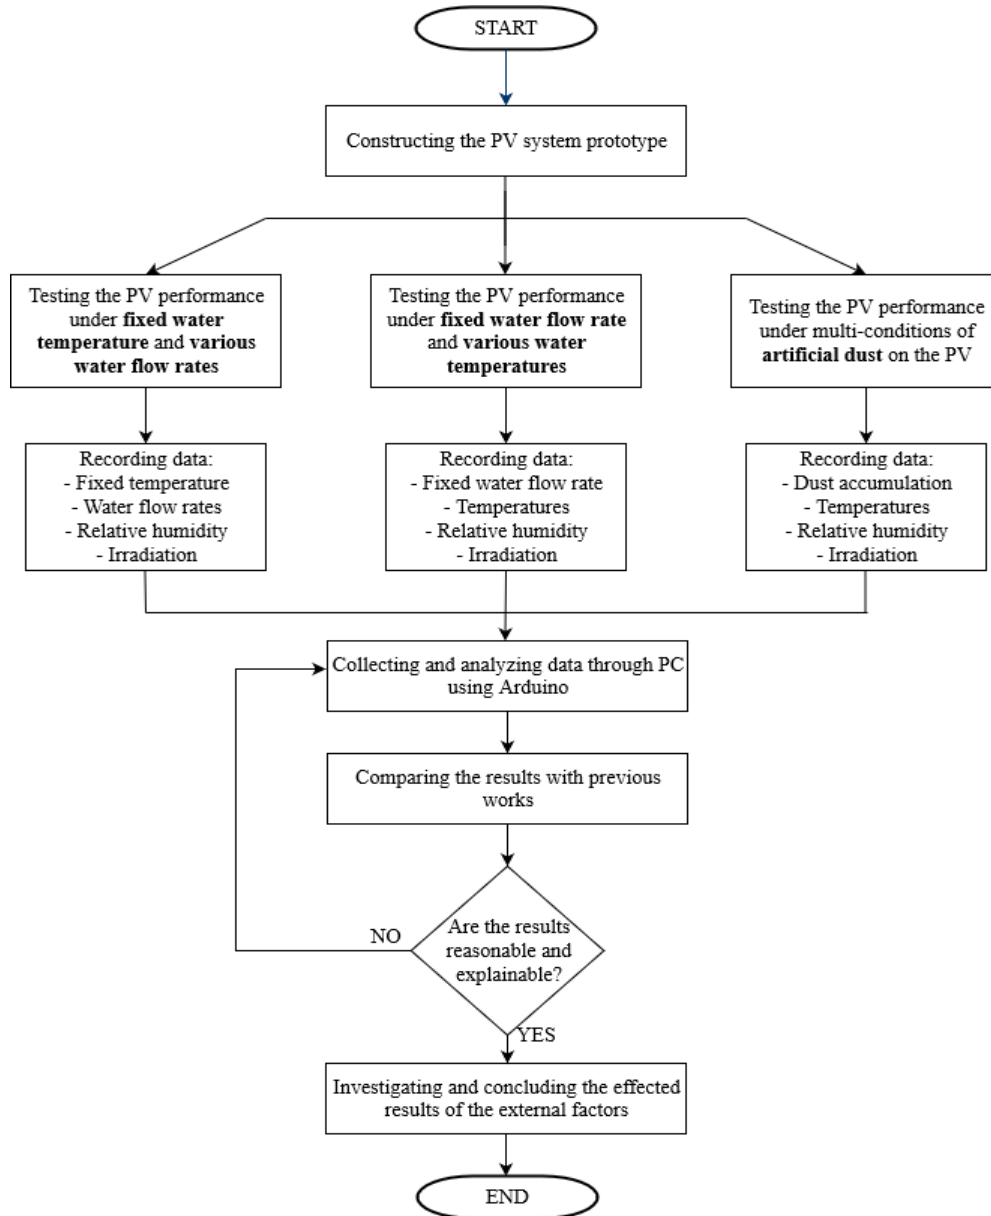 START
Constructing the PV system prototype
Testing the PV performance
under fixed water
temperature and various
water flow rates
Testing the PV performance
under fixed water flow rate
and various water
temperatures
Testing the PV performance
under multi-conditions of
artificial dust on the PV
Recording data:
- Fixed temperature
- Water flow rates
- Relative humidity
- Irradiation
Recording data:
- Fixed water flow rate
- Temperatures
- Relative humidity
- Irradiation
Recording data:
- Dust accumulation
- Temperatures
- Relative humidity
- Irradiation
Collecting and analyzing data through PC
using Arduino
Comparing the results with previous
works
Are the results
reasonable and
explainable?
NO
YES
Investigating and concluding the effected
results of the external factors
END